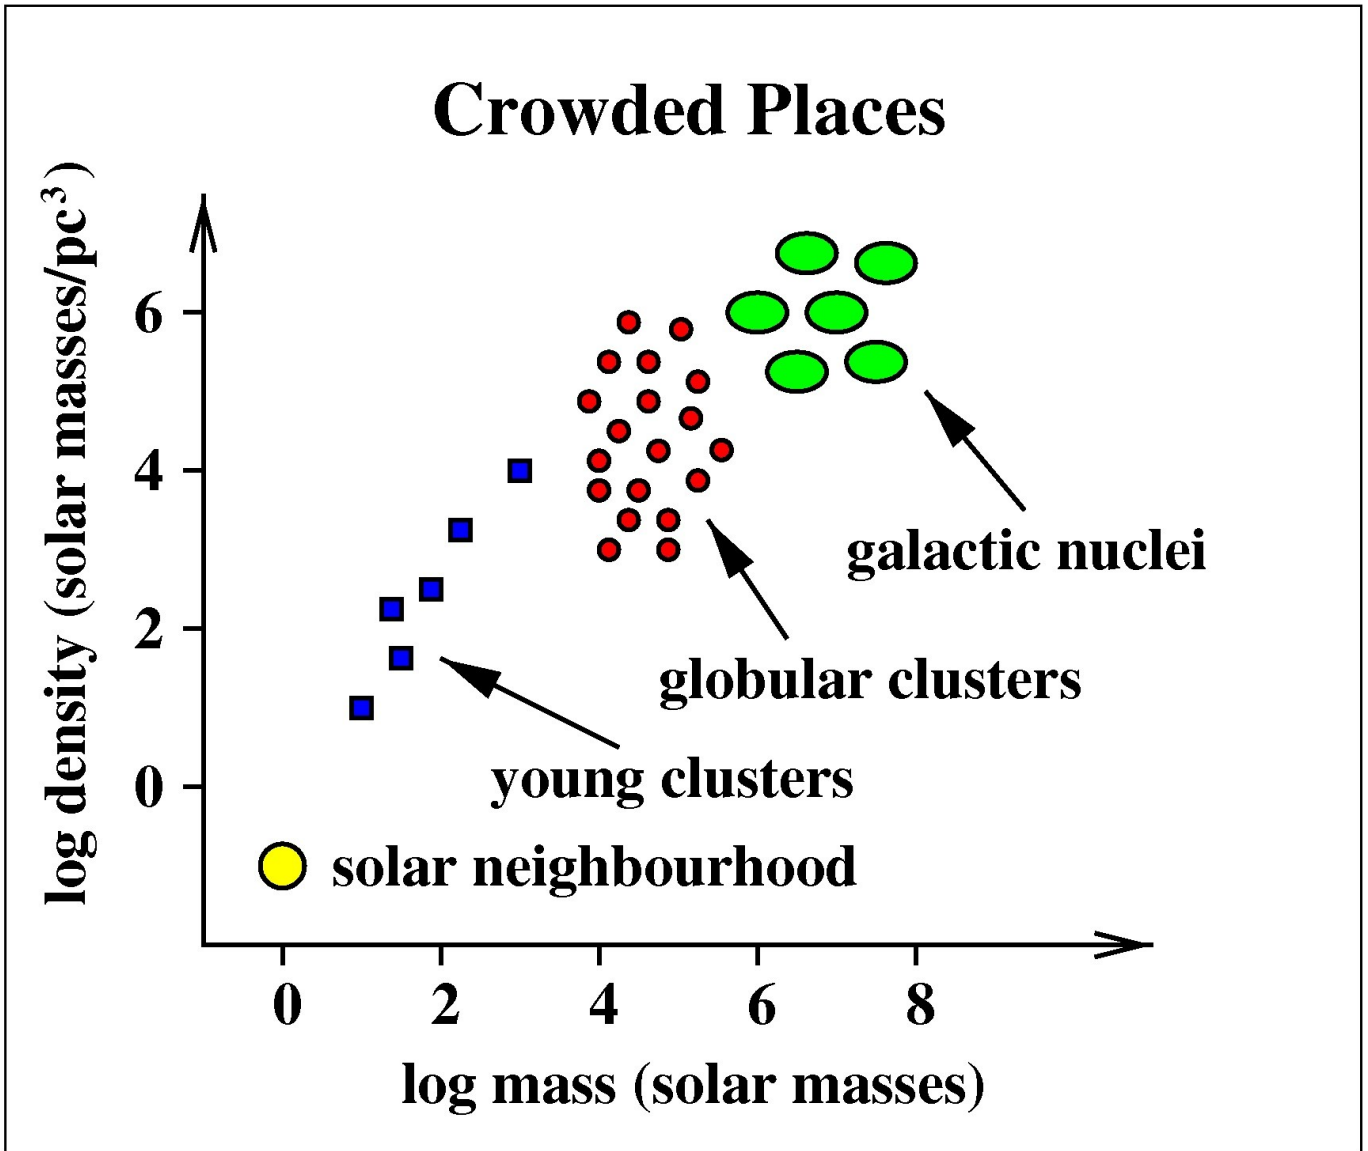 Crowded Places
log density (solar masses/pc³)
6
4
2
0
galactic nuclei
globular clusters
young clusters
solar neighbourhood
0 2 4 6 8
log mass (solar masses)